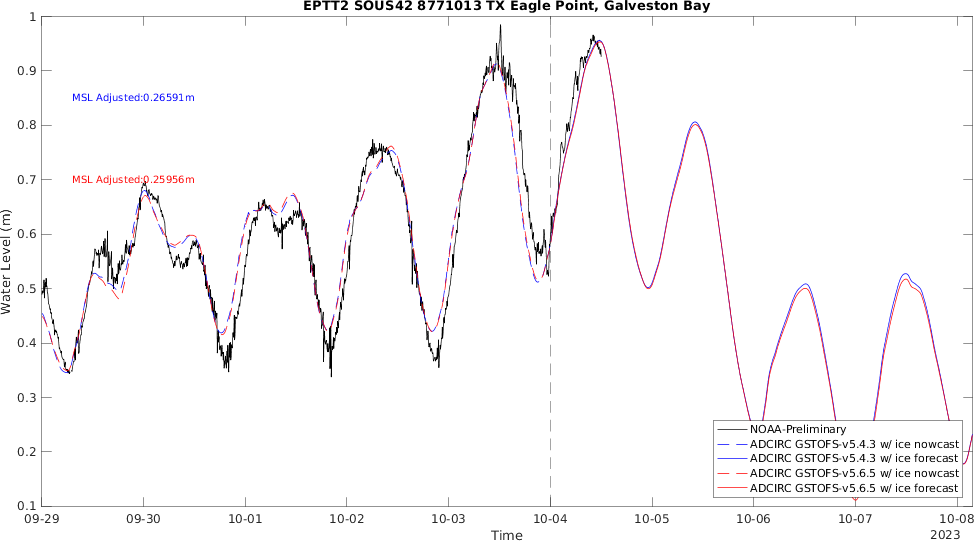 EPTT2 SOUS42 8771013 TX Eagle Point, Galveston Bay
1
0.9
0.8
0.7
0.6
0.5
0.4
0.3
0.2
0.1
Water Level (m)
MSL Adjusted:0.26591m
MSL Adjusted:0.25956m
NOAA-Preliminary
ADCIRC GSTOFS-v5.4.3 w/ ice nowcast
ADCIRC GSTOFS-v5.4.3 w/ ice forecast
ADCIRC GSTOFS-v5.6.5 w/ ice nowcast
ADCIRC GSTOFS-v5.6.5 w/ ice forecast
09-29 09-30 10-01 10-02 10-03 10-04 10-05 10-06 10-07 10-08
Time
2023